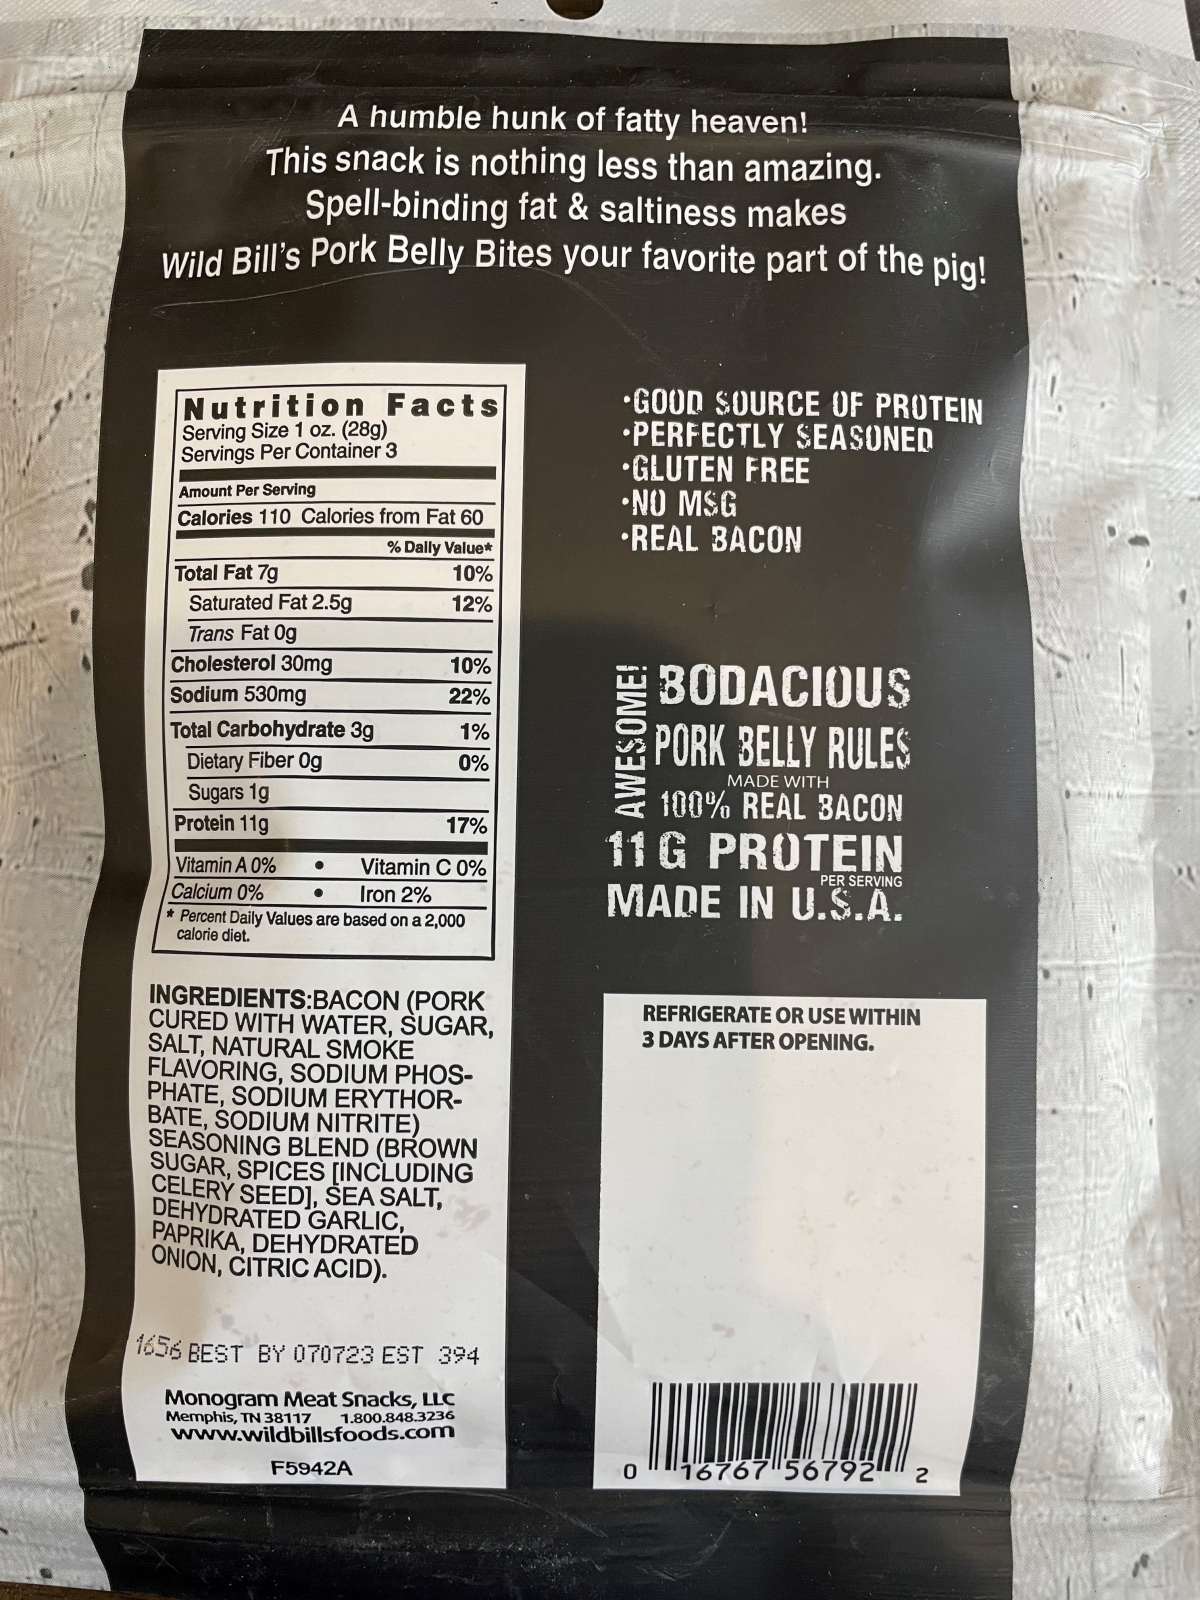 A humble hunk of fatty heaven!
This snack is nothing less than amazing.
Spell-binding fat & saltiness makes
Wild Bill's Pork Belly Bites your favorite part of the pig!
Nutrition Facts
Serving Size 1 oz. (28g)
Servings Per Container 3
Amount Per Serving
Calories 110 Calories from Fat 60
% Daily Value*
Total Fat 7g 10%
Saturated Fat 2.5g 12%
Trans Fat 0g
Cholesterol 30mg 10%
Sodium 530mg 22%
Total Carbohydrate 3g 1%
Dietary Fiber 0g 0%
Sugars 1g
Protein 11g 17%
Vitamin A 0% • Vitamin C 0%
Calcium 0% • Iron 2%
* Percent Daily Values are based on a 2,000
calorie diet.
INGREDIENTS:BACON (PORK
CURED WITH WATER, SUGAR,
SALT, NATURAL SMOKE
FLAVORING, SODIUM PHOS-
PHATE, SODIUM ERYTHOR-
BATE, SODIUM NITRITE)
SEASONING BLEND (BROWN
SUGAR, SPICES [INCLUDING
CELERY SEED], SEA SALT,
DEHYDRATED GARLIC,
PAPRIKA, DEHYDRATED
ONION, CITRIC ACID).
1656 BEST BY 070723 EST 394
Monogram Meat Snacks, LLC
Memphis, TN 38117 1.800.848.3236
www.wildbillsfoods.com
F5942A
•GOOD SOURCE OF PROTEIN
•PERFECTLY SEASONED
•GLUTEN FREE
•NO MSG
•REAL BACON
AWESOME!
BODACIOUS
PORK BELLY RULES
MADE WITH
100% REAL BACON
11G PROTEIN
PER SERVING
MADE IN U.S.A.
REFRIGERATE OR USE WITHIN
3 DAYS AFTER OPENING.
0 16767 56792 2